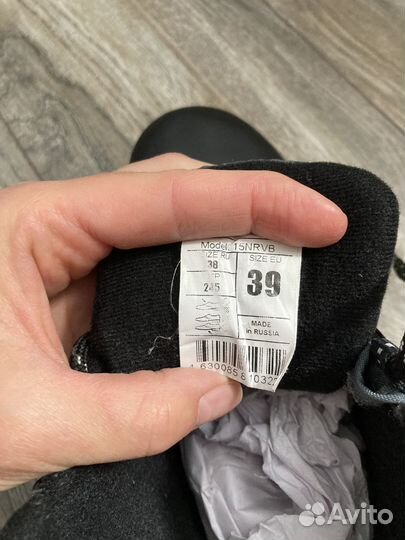 Model: 15NRVB
SIZE RU SIZE EU
38 39
245
MADE
in RUSSIA
Avito